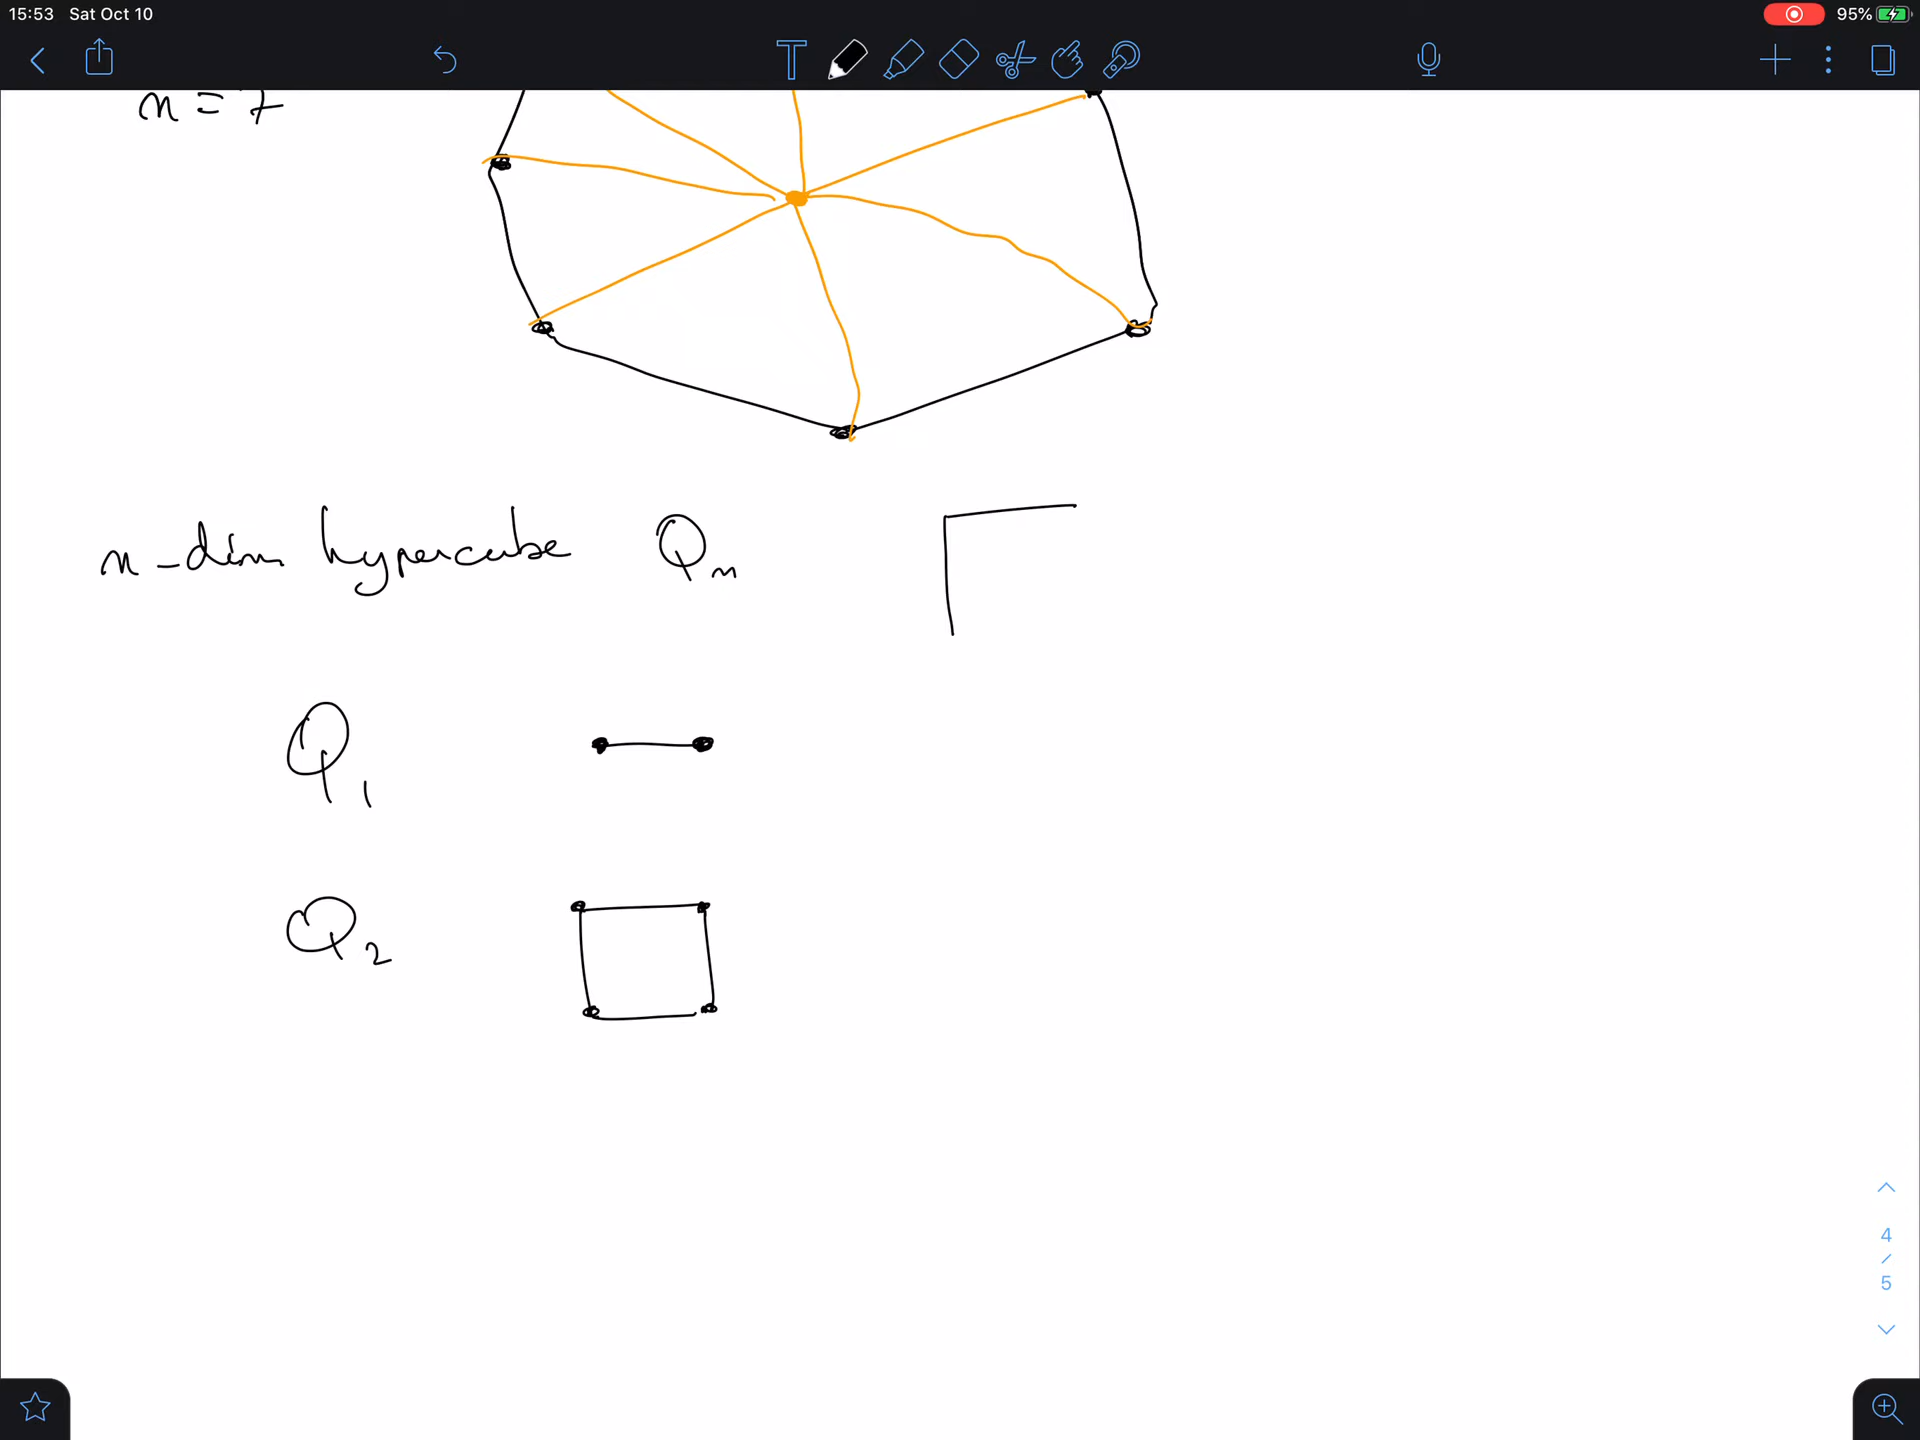 15:53 Sat Oct 10 95%
n = 7
n-dim hypercube Qn
Q1
Q2
4
/
5